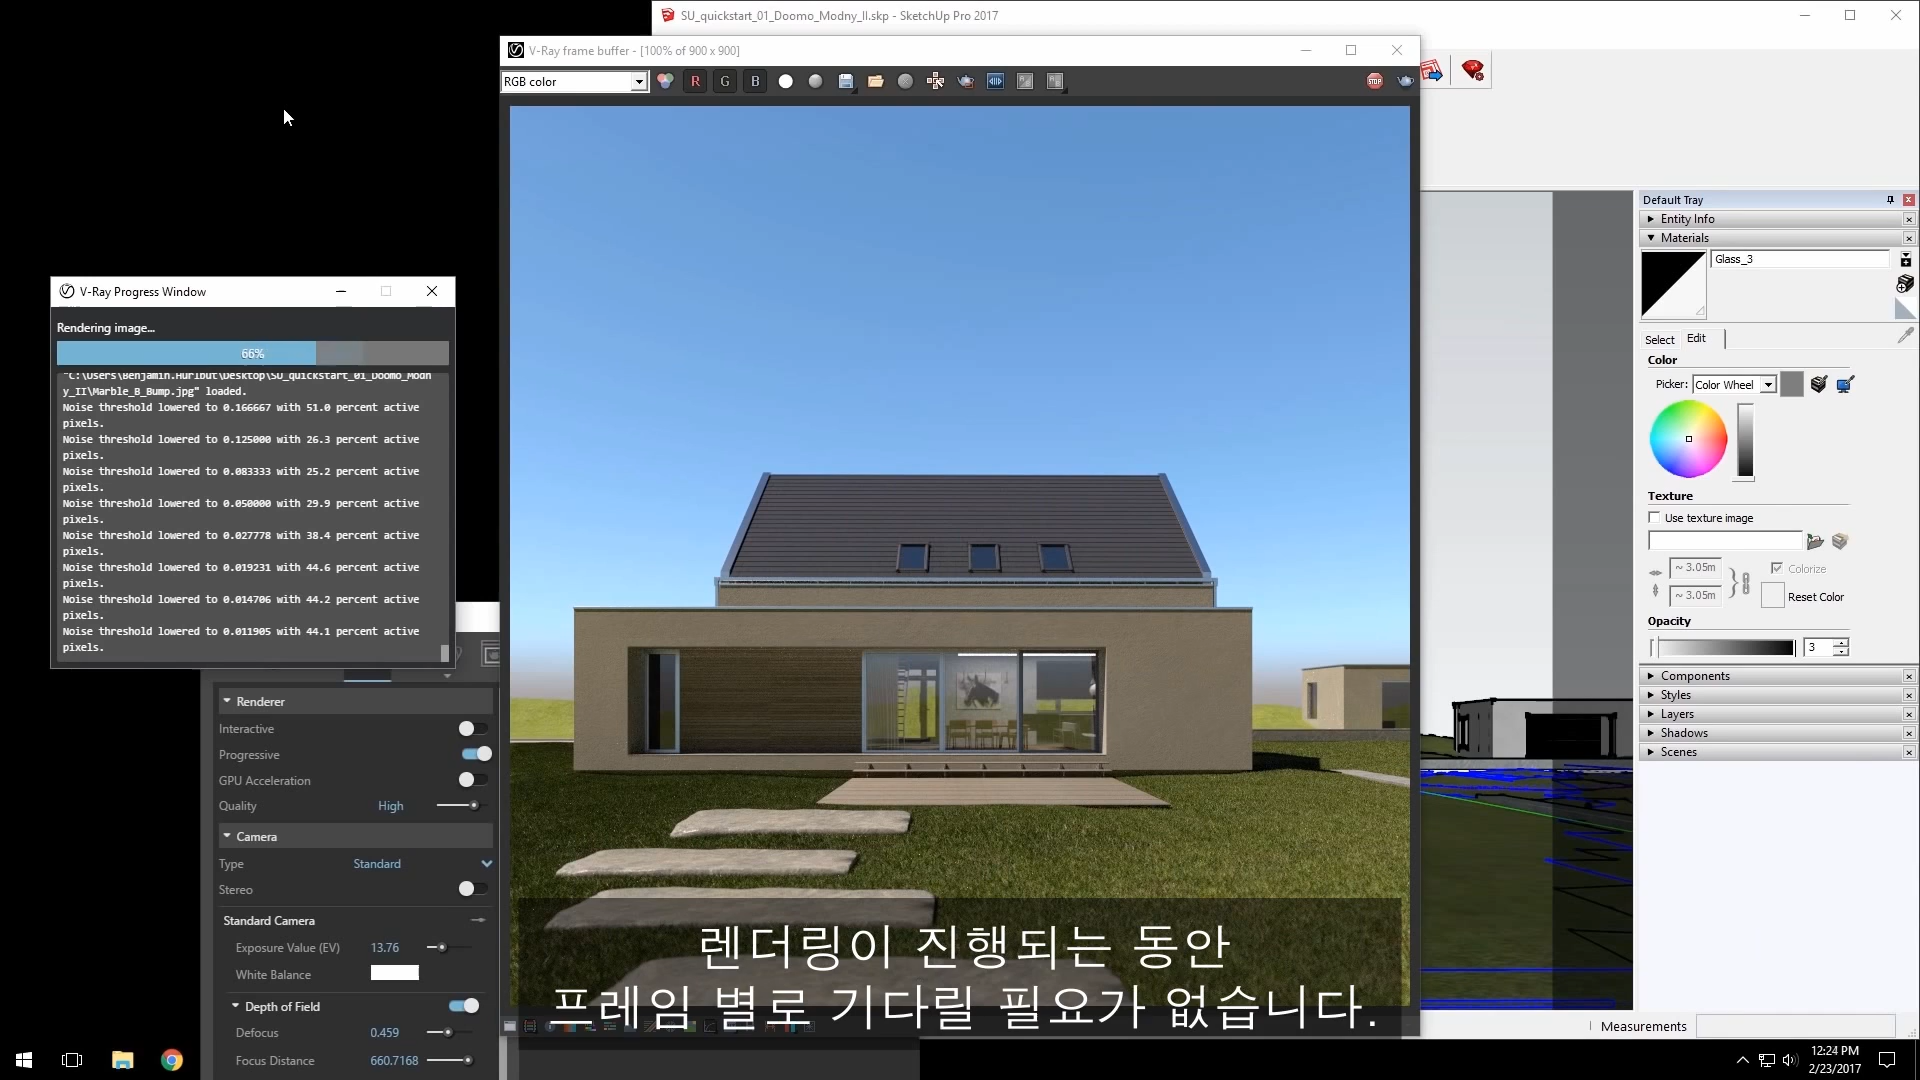 SU_quickstart_01_Doomo_Modny_II.skp - SketchUp Pro 2017
V-Ray frame buffer - [100% of 900 x 900]
RGB color
R
G
B
STOP
V-Ray Progress Window
Rendering image...
66%
"C:\Users\Benjamin.Hurlbut\Desktop\SU_quickstart_01_Doomo_Modn
y_II\Marble_B_Bump.jpg" loaded.
Noise threshold lowered to 0.166667 with 51.0 percent active
pixels.
Noise threshold lowered to 0.125000 with 26.3 percent active
pixels.
Noise threshold lowered to 0.083333 with 25.2 percent active
pixels.
Noise threshold lowered to 0.050000 with 29.9 percent active
pixels.
Noise threshold lowered to 0.027778 with 38.4 percent active
pixels.
Noise threshold lowered to 0.019231 with 44.6 percent active
pixels.
Noise threshold lowered to 0.014706 with 44.2 percent active
pixels.
Noise threshold lowered to 0.011905 with 44.1 percent active
pixels.
Renderer
Interactive
Progressive
GPU Acceleration
Quality High
Camera
Type Standard
Stereo
Standard Camera
Exposure Value (EV) 13.76
White Balance
Depth of Field
Defocus 0.459
Focus Distance 660.7168
렌더링이 진행되는 동안
프레임 별로 기다릴 필요가 없습니다.
Default Tray
Entity Info
Materials
Glass_3
Select Edit
Color
Picker: Color Wheel
Texture
Use texture image
~ 3.05m
Colorize
~ 3.05m
Reset Color
Opacity
3
Components
Styles
Layers
Shadows
Scenes
Measurements
12:24 PM
2/23/2017